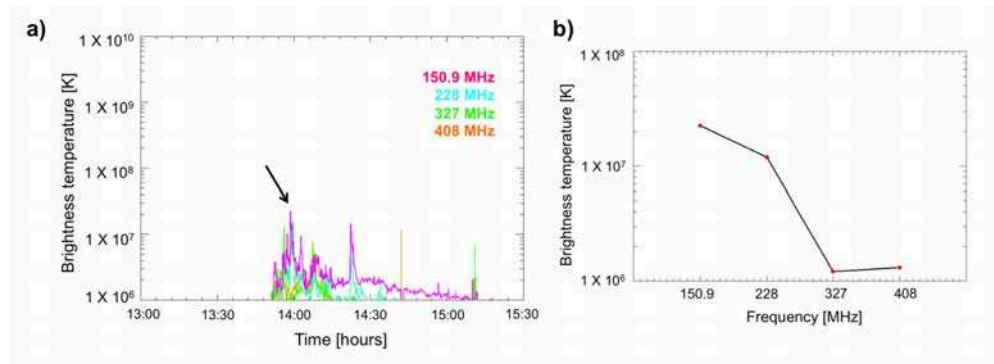 a)
Brightness temperature [K]
1 X 10^10
1 X 10^9
1 X 10^8
1 X 10^7
1 X 10^6
150.9 MHz
228 MHz
327 MHz
408 MHz
13:00 13:30 14:00 14:30 15:00 15:30
Time [hours]
b)
Brightness temperature [K]
1 X 10^8
1 X 10^7
1 X 10^6
150.9 228 327 408
Frequency [MHz]